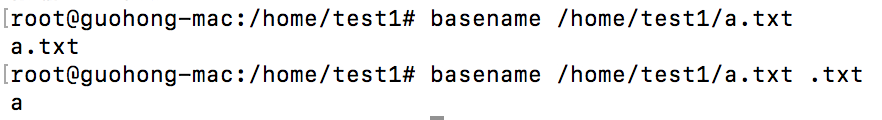 [root@guohong-mac:/home/test1# basename /home/test1/a.txt
a.txt
[root@guohong-mac:/home/test1# basename /home/test1/a.txt .txt
a